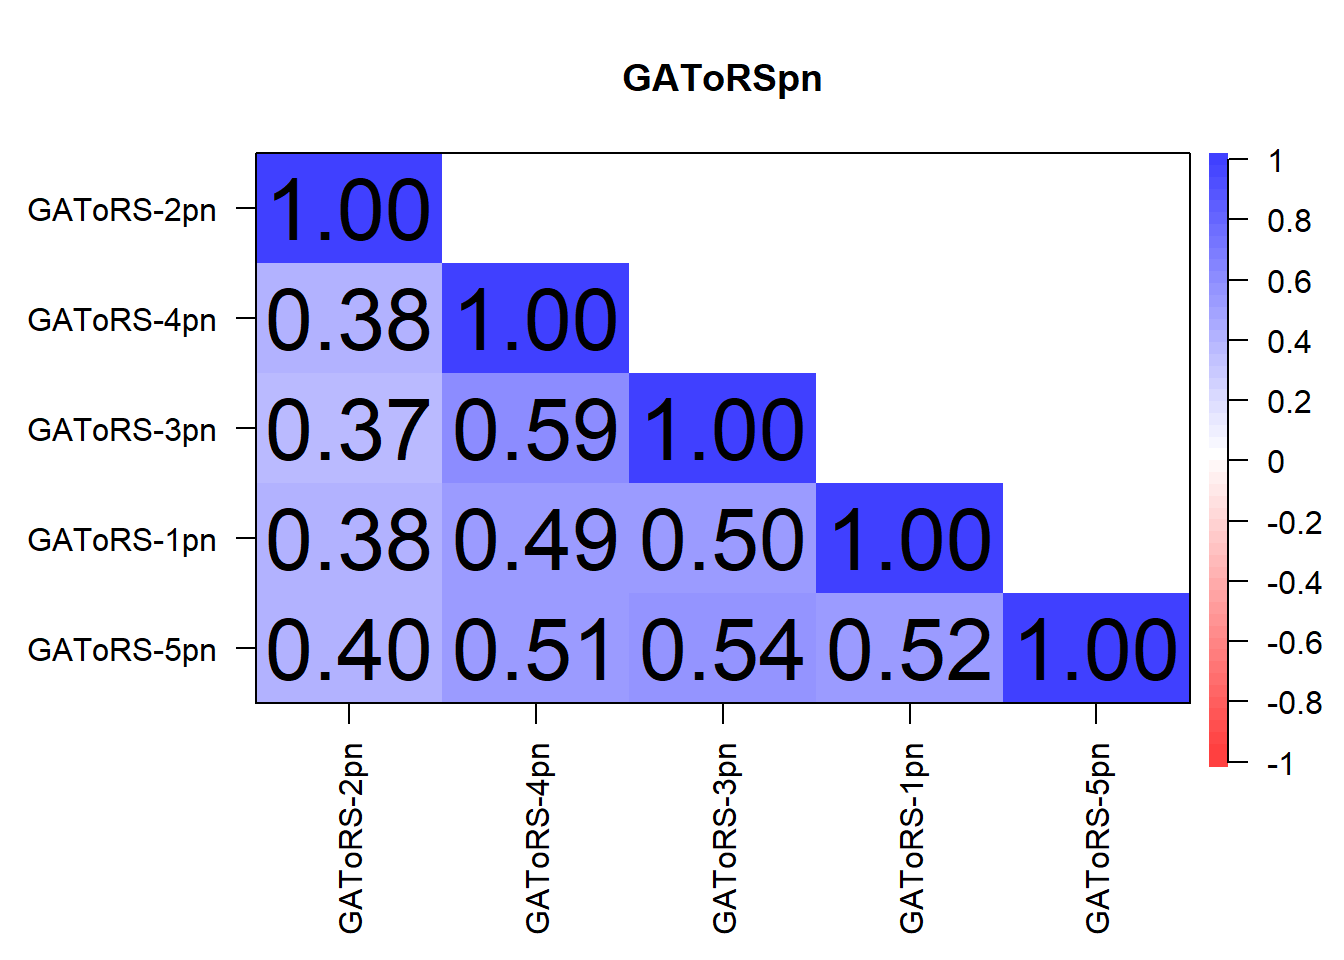 GAToRSpn
GAToRS-2pn 1.00
GAToRS-4pn 0.38 1.00
GAToRS-3pn 0.37 0.59 1.00
GAToRS-1pn 0.38 0.49 0.50 1.00
GAToRS-5pn 0.40 0.51 0.54 0.52 1.00
GAToRS-2pn GAToRS-4pn GAToRS-3pn GAToRS-1pn GAToRS-5pn
1
0.8
0.6
0.4
0.2
0
-0.2
-0.4
-0.6
-0.8
-1